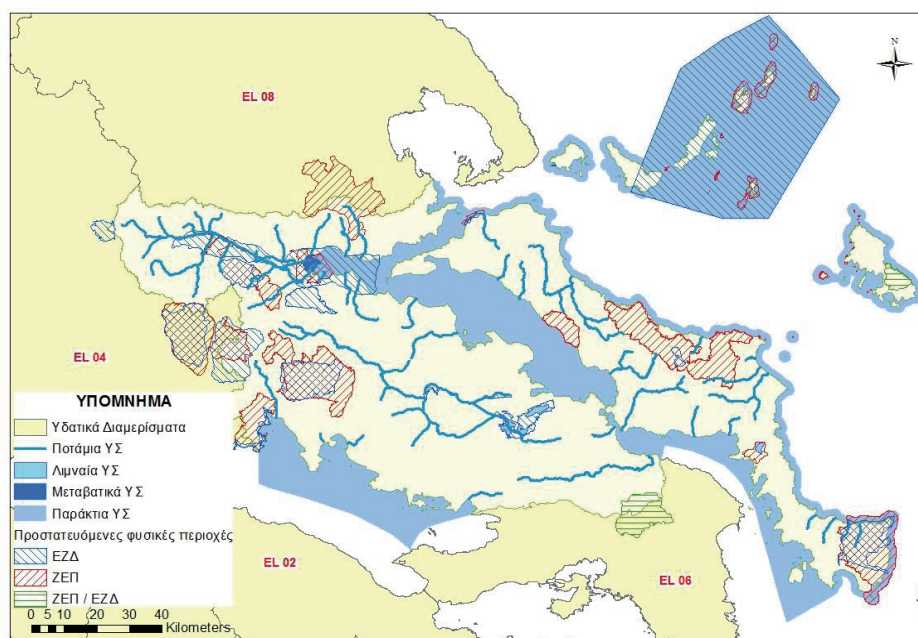 N
EL 08
EL 04
ΥΠΟΜΝΗΜΑ
Υδατικά Διαμερίσματα
Ποτάμια ΥΣ
Λιμναία ΥΣ
Μεταβατικά ΥΣ
Παράκτια ΥΣ
Προστατευόμενες φυσικές περιοχές
ΕΖΔ
ΖΕΠ
ΖΕΠ / ΕΖΔ
0 5 10 20 30 40
Kilometers
EL 02
EL 06